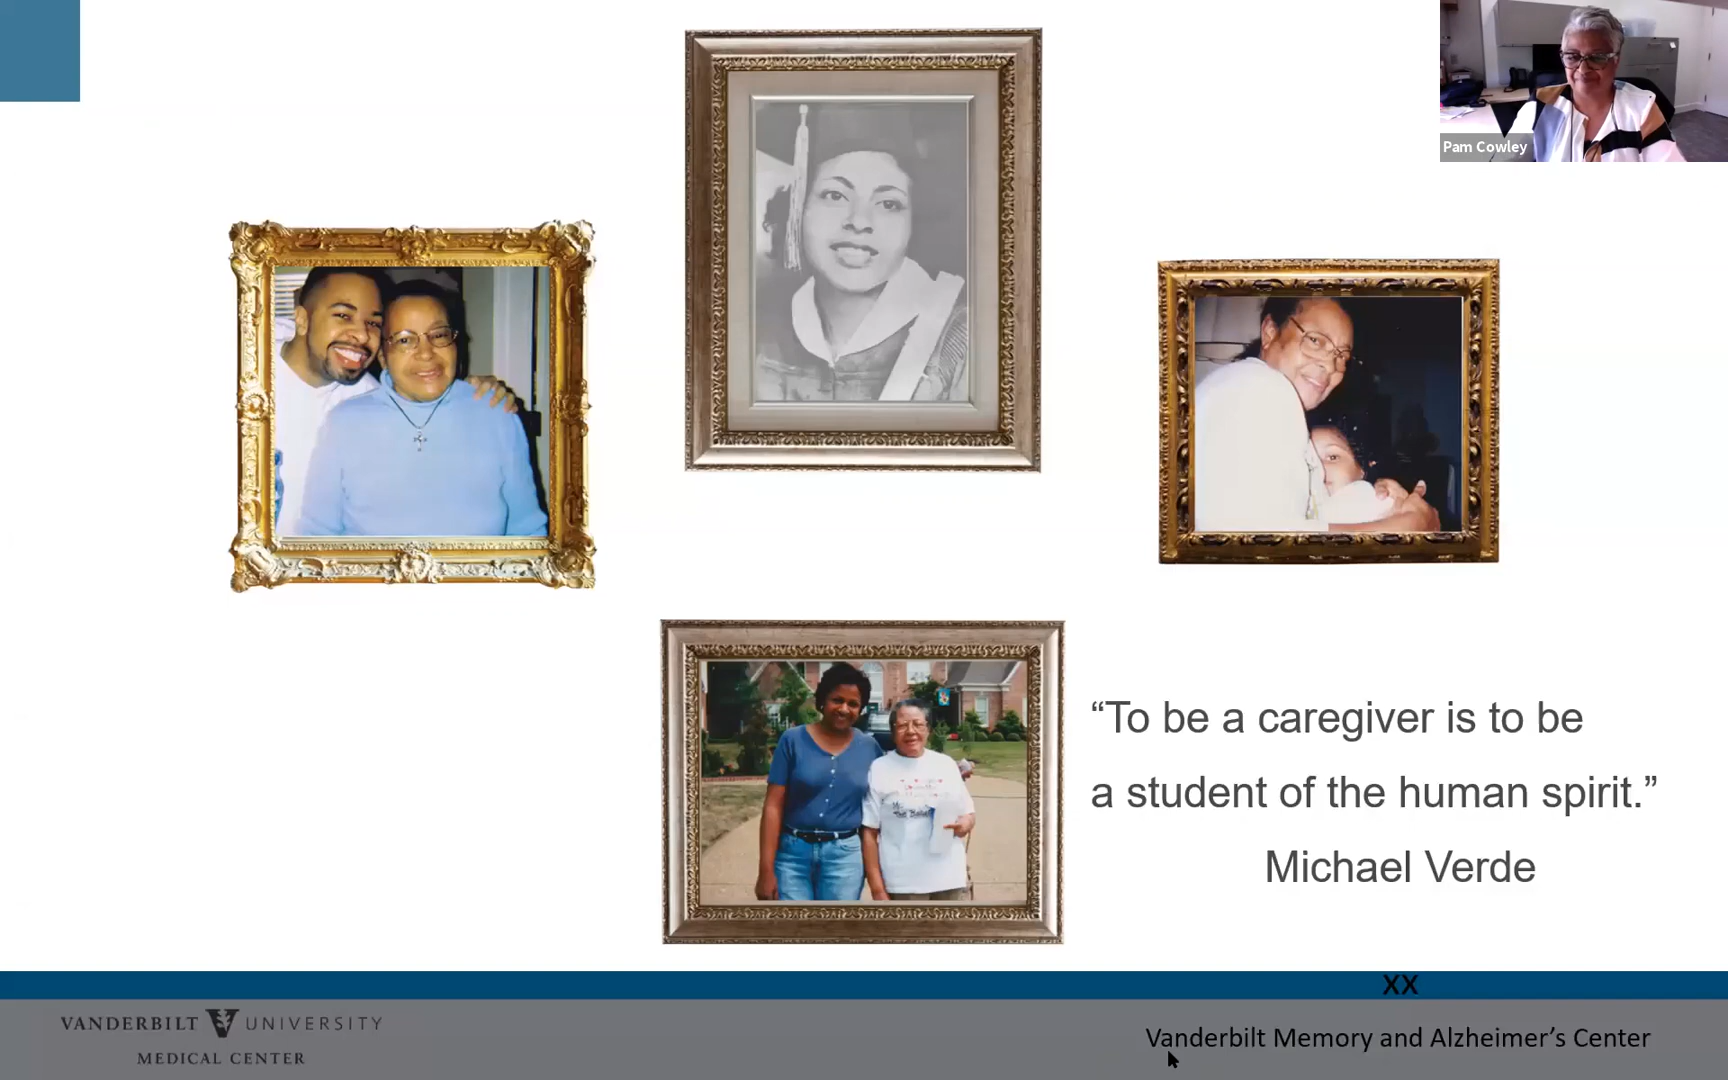 Pam Cowley
“To be a caregiver is to be
a student of the human spirit.”
Michael Verde
XX
VANDERBILT UNIVERSITY
MEDICAL CENTER
Vanderbilt Memory and Alzheimer’s Center